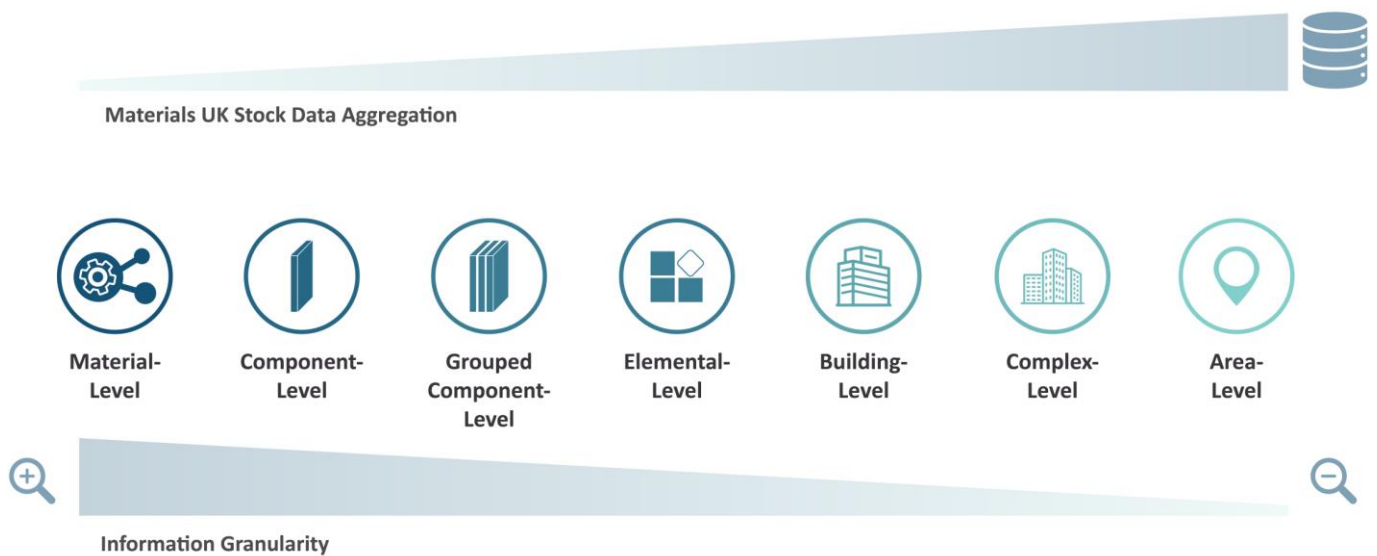 Materials UK Stock Data Aggregation
Material-
Level
Component-
Level
Grouped
Component-
Level
Elemental-
Level
Building-
Level
Complex-
Level
Area-
Level
Information Granularity